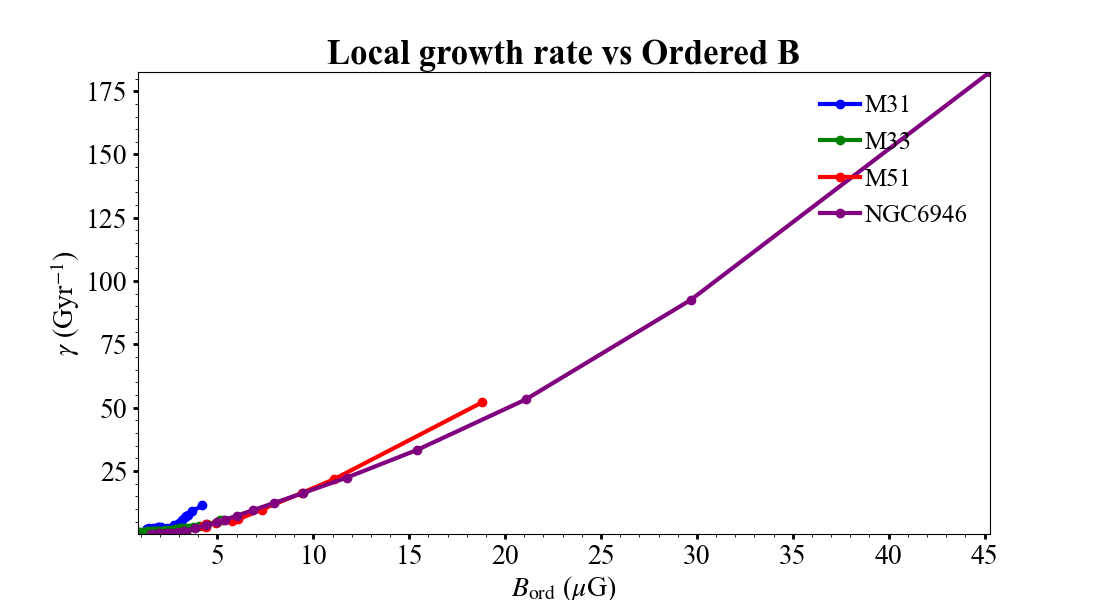 Local growth rate vs Ordered B
γ (Gyr⁻¹)
175
150
125
100
75
50
25
M31
M33
M51
NGC6946
5 10 15 20 25 30 35 40 45
B_ord (μG)